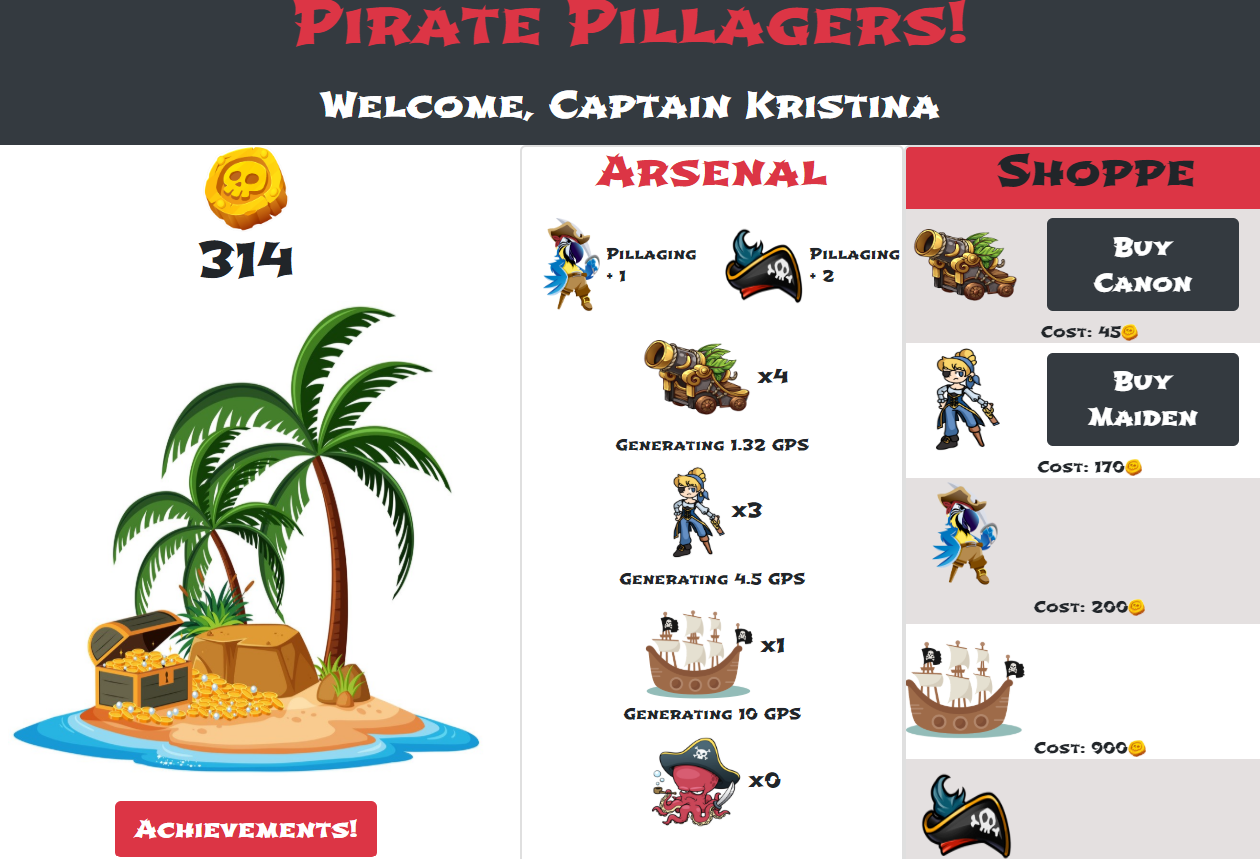 Pirate Pillagers!
Welcome, Captain Kristina
314
Achievements!
Arsenal
Pillaging
+ 1
Pillaging
+ 2
x4
Generating 1.32 GPS
x3
Generating 4.5 GPS
x1
Generating 10 GPS
x0
Shoppe
Buy
Canon
Cost: 45
Buy
Maiden
Cost: 170
Cost: 200
Cost: 900